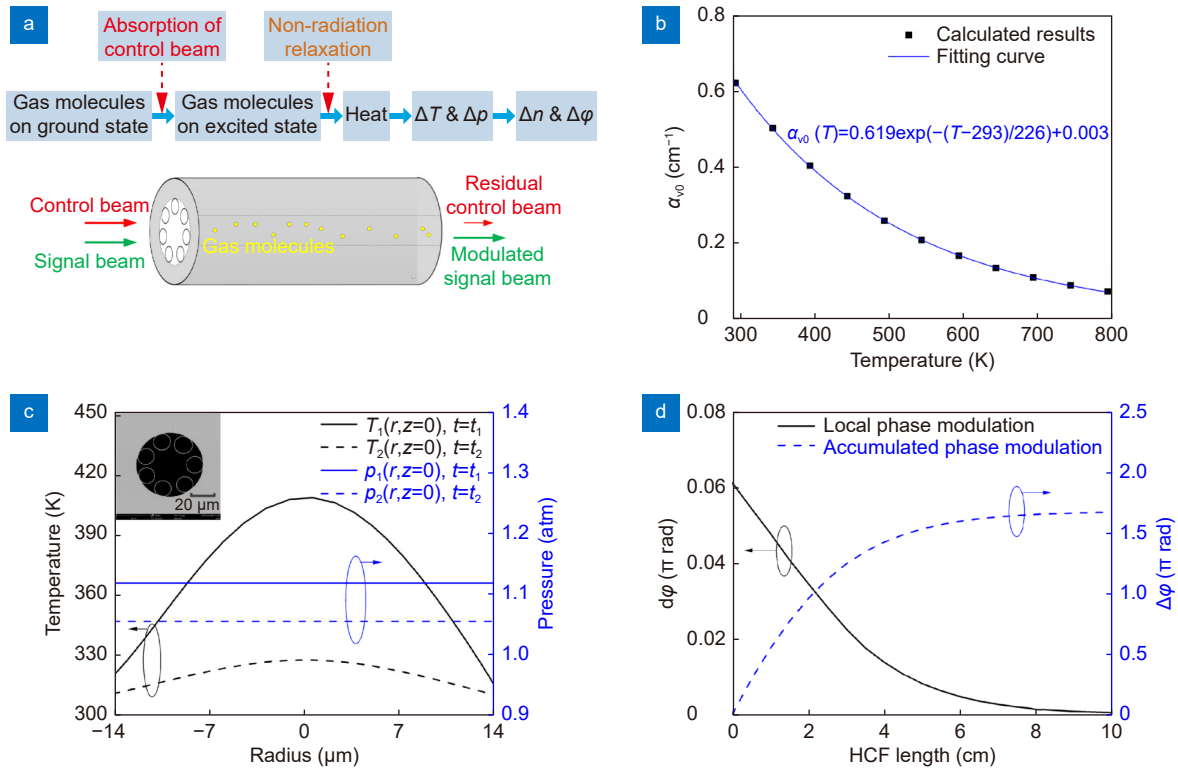 a
Absorption of
control beam
Non-radiation
relaxation
Gas molecules
on ground state
Gas molecules
on excited state
Heat
ΔT & Δp
Δn & Δφ
Control beam
Signal beam
Gas molecules
Residual
control beam
Modulated
signal beam
b
Calculated results
Fitting curve
αv0 (T)=0.619exp(−(T−293)/226)+0.003
αv0 (cm⁻¹)
0.8
0.6
0.4
0.2
0
300 400 500 600 700 800
Temperature (K)
c
T1(r,z=0), t=t1
T2(r,z=0), t=t2
p1(r,z=0), t=t1
p2(r,z=0), t=t2
20 μm
Temperature (K)
450
420
390
360
330
300
Pressure (atm)
1.4
1.3
1.2
1.1
1.0
0.9
−14 −7 0 7 14
Radius (μm)
d
Local phase modulation
Accumulated phase modulation
dφ (π rad)
0.08
0.06
0.04
0.02
0
Δφ (π rad)
2.5
2.0
1.5
1.0
0.5
0
0 2 4 6 8 10
HCF length (cm)